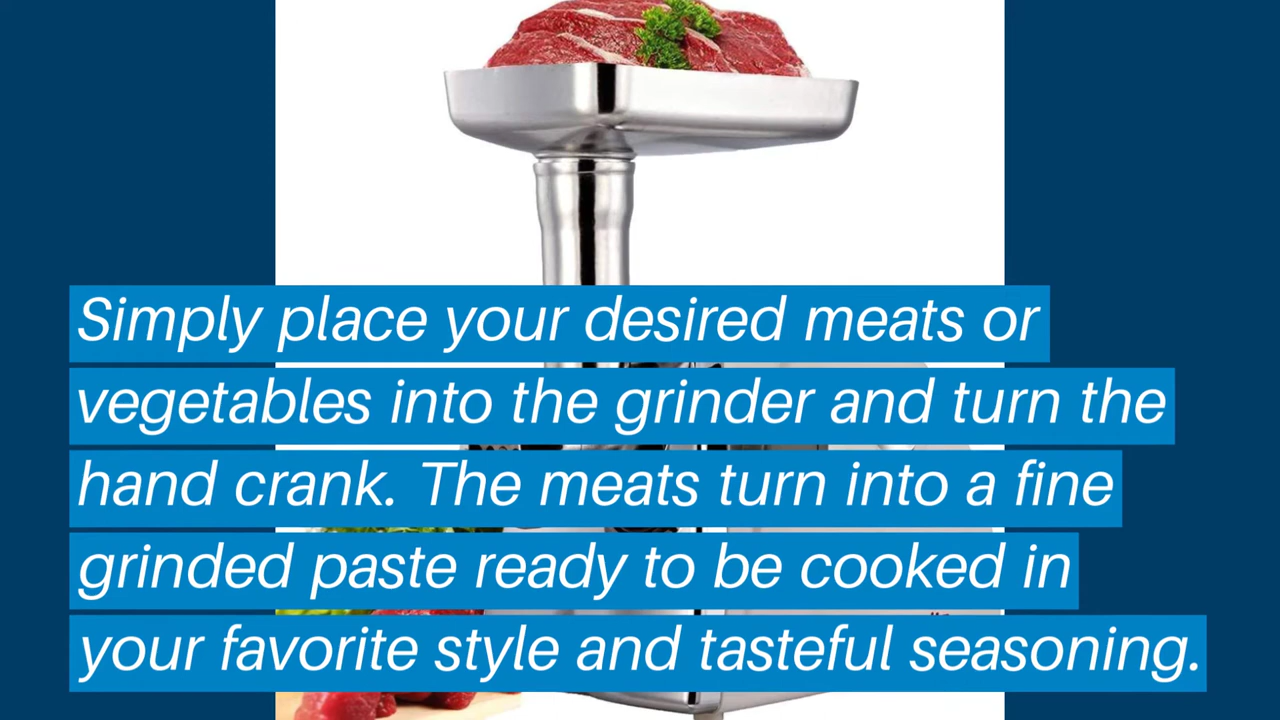 Simply place your desired meats or
vegetables into the grinder and turn the
hand crank. The meats turn into a fine
grinded paste ready to be cooked in
your favorite style and tasteful seasoning.